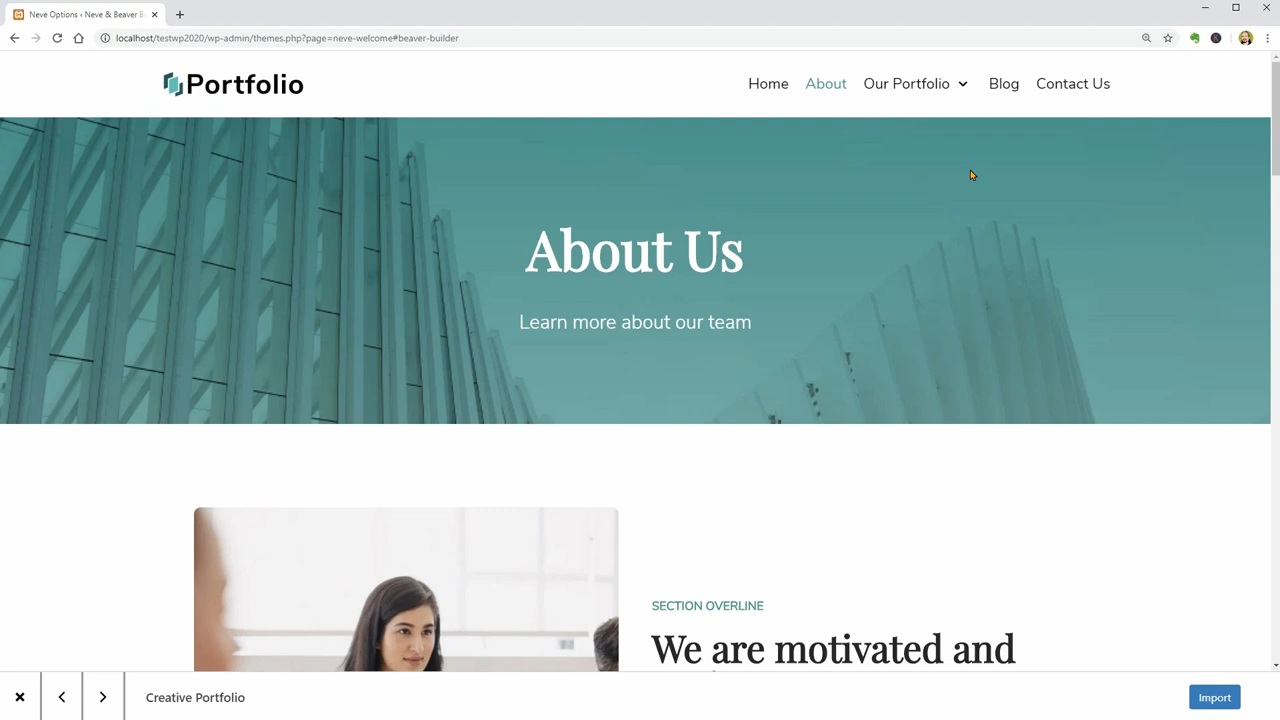 Neve Options ‹ Neve & Beaver B
localhost/testwp2020/wp-admin/themes.php?page=neve-welcome#beaver-builder
Portfolio
Home
About
Our Portfolio
Blog
Contact Us
About Us
Learn more about our team
SECTION OVERLINE
We are motivated and
Creative Portfolio
Import